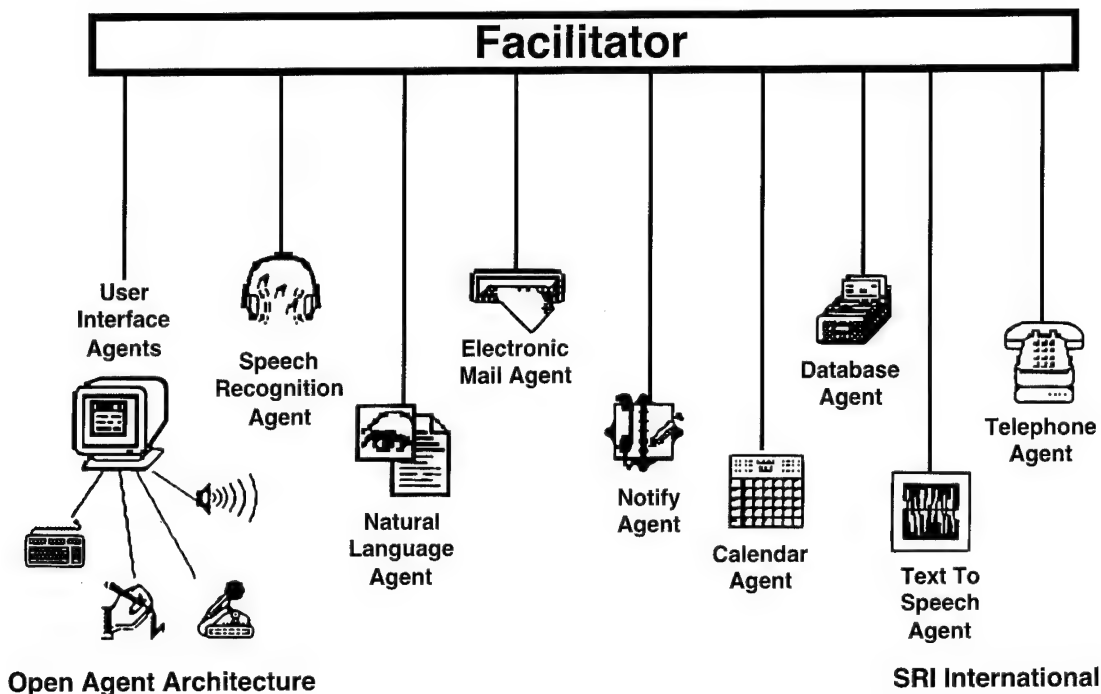 Facilitator
User
Interface
Agents
Speech
Recognition
Agent
Natural
Language
Agent
Electronic
Mail Agent
Notify
Agent
Calendar
Agent
Database
Agent
Text To
Speech
Agent
Telephone
Agent
Open Agent Architecture
SRI International